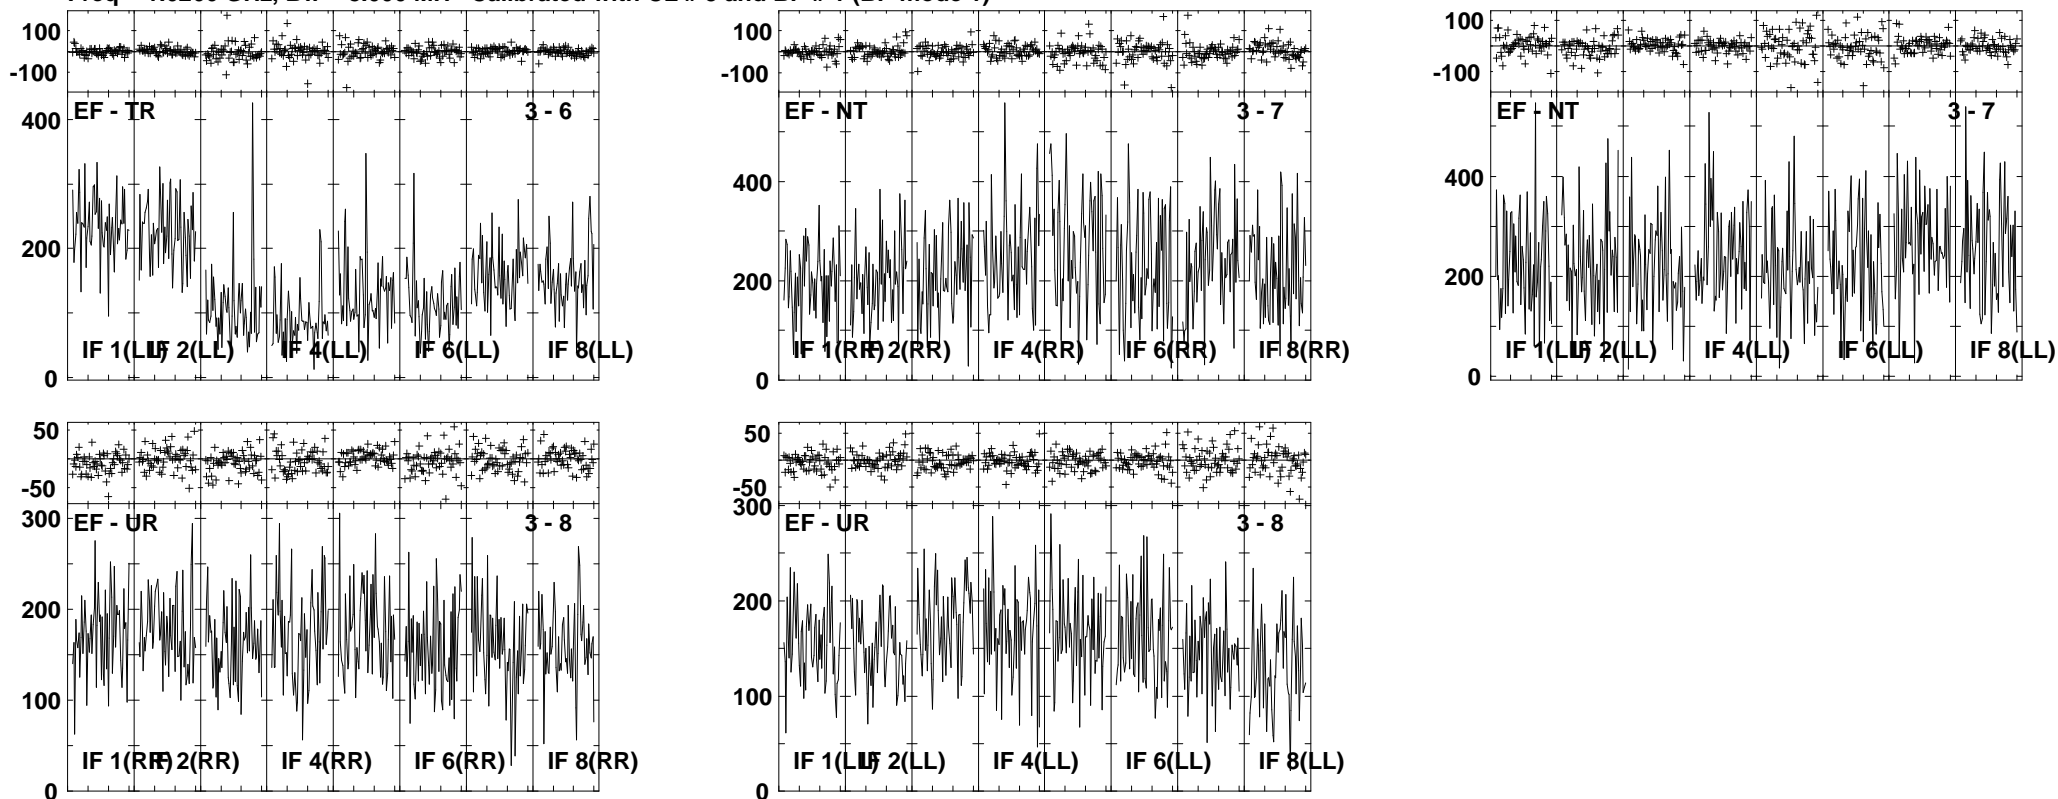 100
-100
EF - TR 3 - 6
400
200
0
IF 1(LL) IF 2(LL) IF 4(LL) IF 6(LL) IF 8(LL)
100
-100
EF - NT 3 - 7
400
200
0
IF 1(RR) IF 2(RR) IF 4(RR) IF 6(RR) IF 8(RR)
100
-100
EF - NT 3 - 7
400
200
0
IF 1(LL) IF 2(LL) IF 4(LL) IF 6(LL) IF 8(LL)
50
-50
EF - UR 3 - 8
300
200
100
0
IF 1(RR) IF 2(RR) IF 4(RR) IF 6(RR) IF 8(RR)
50
-50
EF - UR 3 - 8
300
200
100
0
IF 1(LL) IF 2(LL) IF 4(LL) IF 6(LL) IF 8(LL)